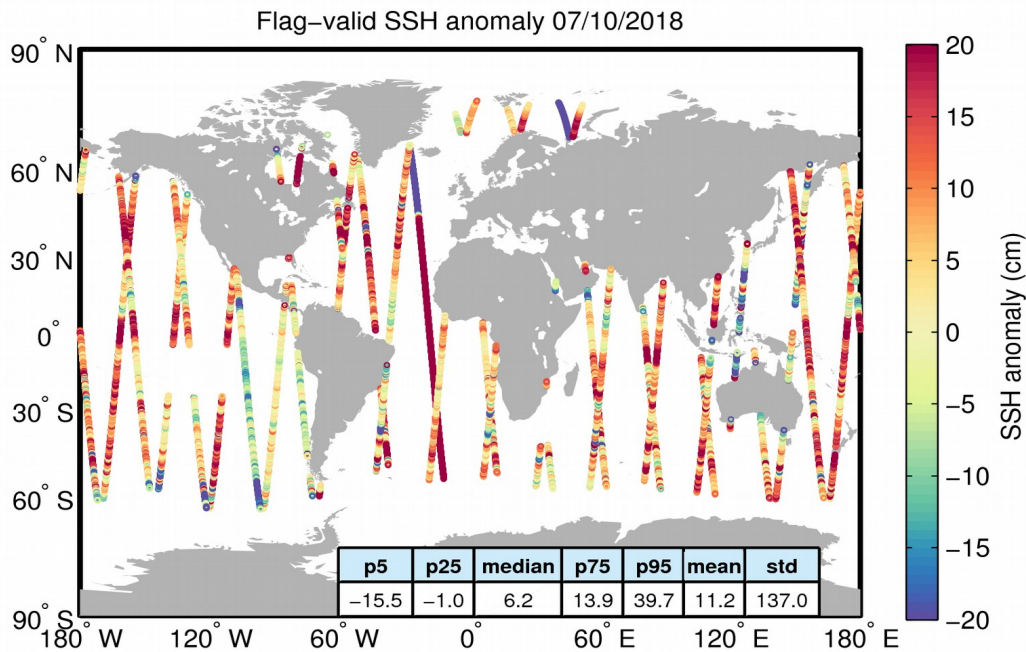 Flag−valid SSH anomaly 07/10/2018
90° N
60° N
30° N
0°
30° S
60° S
90° S
180° W
120° W
60° W
0°
60° E
120° E
180° E
p5 p25 median p75 p95 mean std
−15.5 −1.0 6.2 13.9 39.7 11.2 137.0
20
15
10
5
0
−5
−10
−15
−20
SSH anomaly (cm)